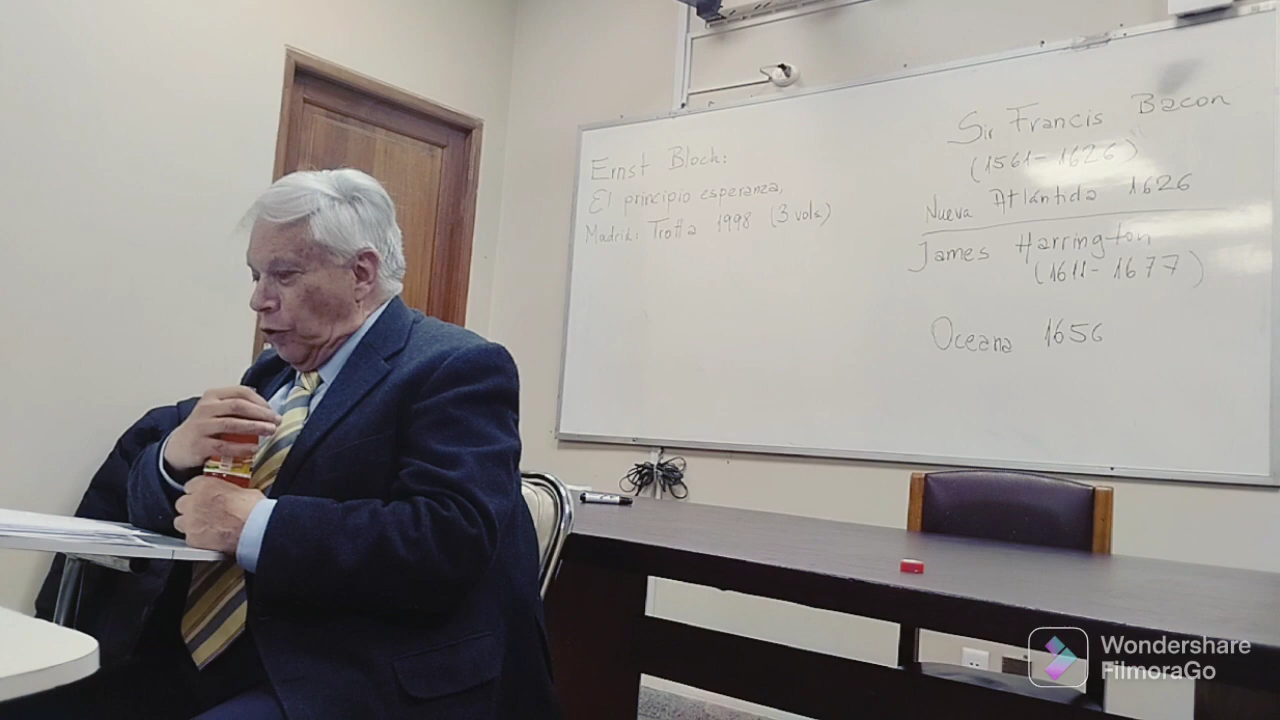 Ernst Bloch:
El principio esperanza,
Madrid: Trotta 1998 (3 vols)
Sir Francis Bacon
(1561-1626)
Nueva Atlántida 1626
James Harrington
(1611-1677)
Oceana 1656
Wondershare
FilmoraGo